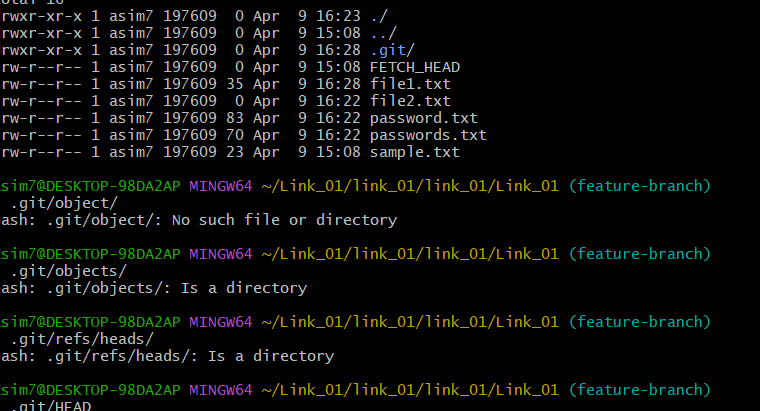 otal 16
rwxr-xr-x 1 asim7 197609  0 Apr  9 16:23 ./
rwxr-xr-x 1 asim7 197609  0 Apr  9 15:08 ../
rwxr-xr-x 1 asim7 197609  0 Apr  9 16:28 .git/
rw-r--r-- 1 asim7 197609  0 Apr  9 15:08 FETCH_HEAD
rw-r--r-- 1 asim7 197609 35 Apr  9 16:28 file1.txt
rw-r--r-- 1 asim7 197609  0 Apr  9 16:22 file2.txt
rw-r--r-- 1 asim7 197609 83 Apr  9 16:22 password.txt
rw-r--r-- 1 asim7 197609 70 Apr  9 16:22 passwords.txt
rw-r--r-- 1 asim7 197609 23 Apr  9 15:08 sample.txt
sim7@DESKTOP-98DA2AP MINGW64 ~/Link_01/link_01/link_01/Link_01 (feature-branch)
.git/object/
ash: .git/object/: No such file or directory
sim7@DESKTOP-98DA2AP MINGW64 ~/Link_01/link_01/link_01/Link_01 (feature-branch)
.git/objects/
ash: .git/objects/: Is a directory
sim7@DESKTOP-98DA2AP MINGW64 ~/Link_01/link_01/link_01/Link_01 (feature-branch)
.git/refs/heads/
ash: .git/refs/heads/: Is a directory
sim7@DESKTOP-98DA2AP MINGW64 ~/Link_01/link_01/link_01/Link_01 (feature-branch)
.git/HEAD